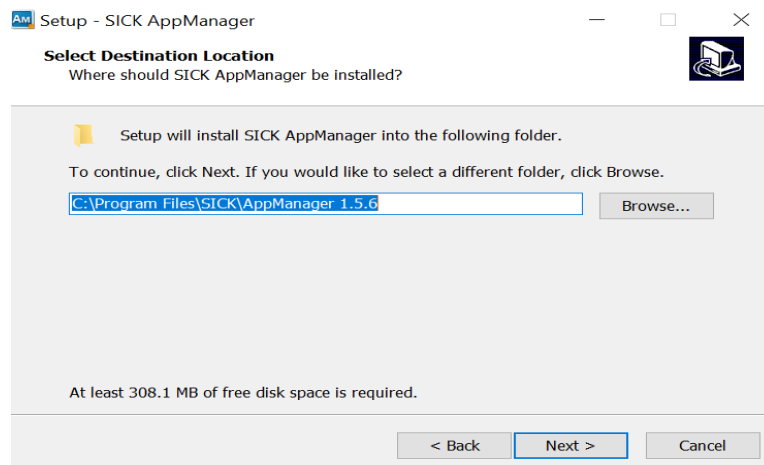 AM Setup - SICK AppManager
Select Destination Location
Where should SICK AppManager be installed?
Setup will install SICK AppManager into the following folder.
To continue, click Next. If you would like to select a different folder, click Browse.
C:\Program Files\SICK\AppManager 1.5.6
Browse...
At least 308.1 MB of free disk space is required.
< Back
Next >
Cancel